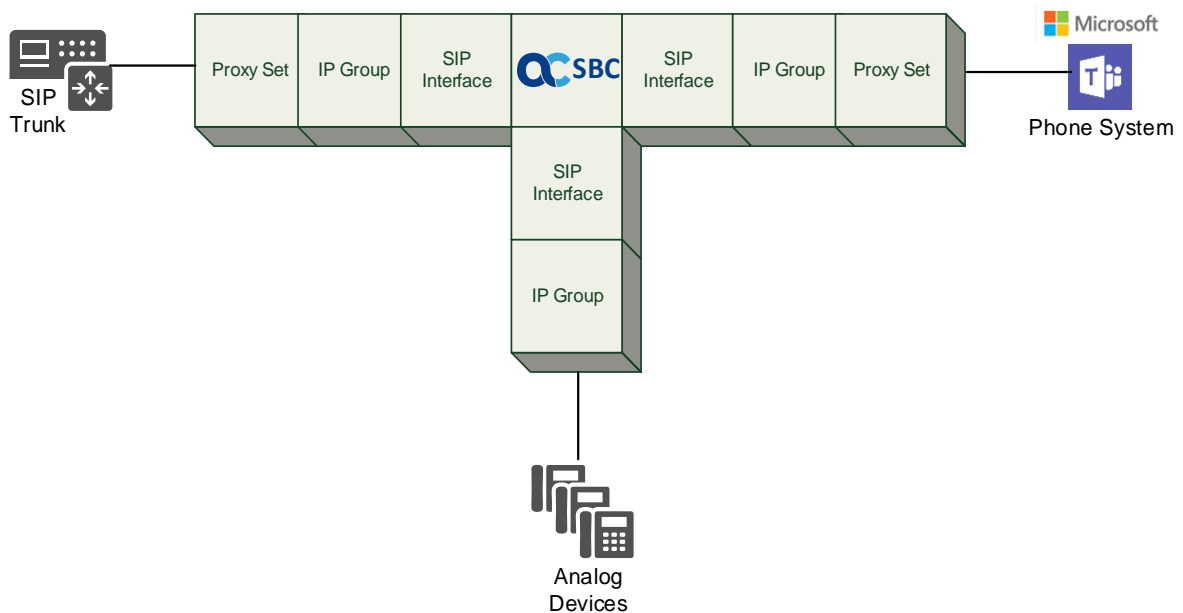 Microsoft
Proxy Set
IP Group
SIP
Interface
SBC
SIP
Interface
IP Group
Proxy Set
SIP
Trunk
T
Phone System
SIP
Interface
IP Group
Analog
Devices